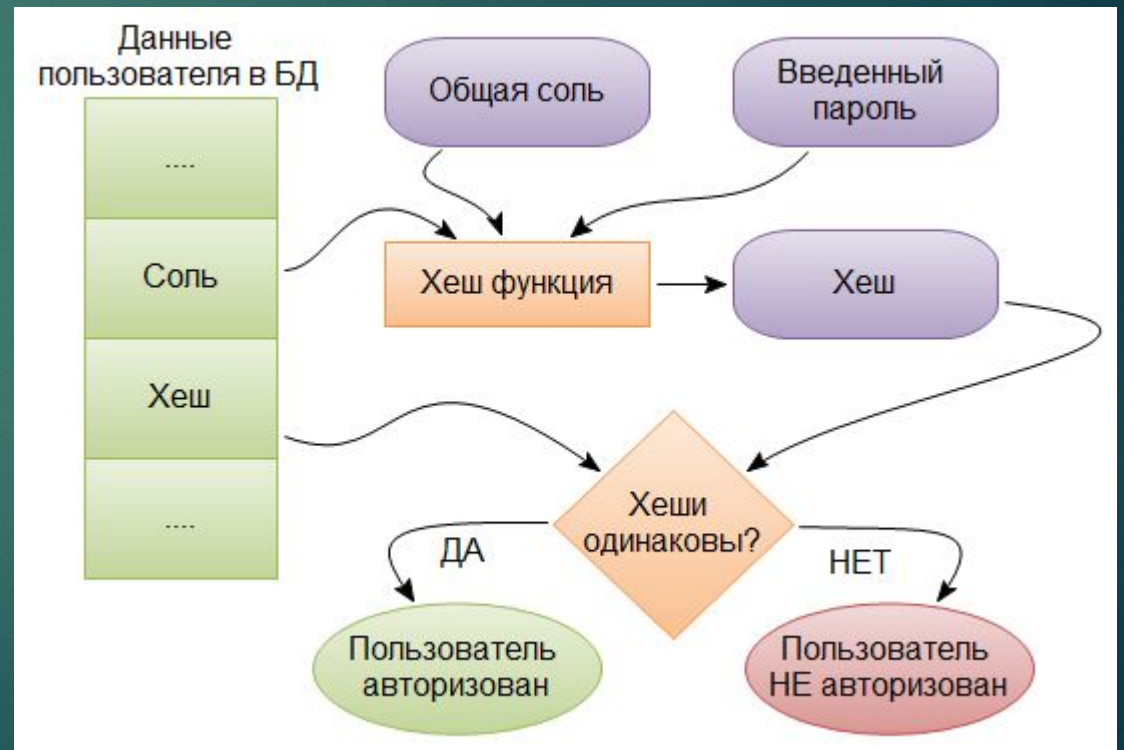 Данные
пользователя в БД
Общая соль
Введенный
пароль
....
Соль
Хеш функция
Хеш
Хеш
....
Хеши
одинаковы?
ДА
НЕТ
Пользователь
авторизован
Пользователь
НЕ авторизован